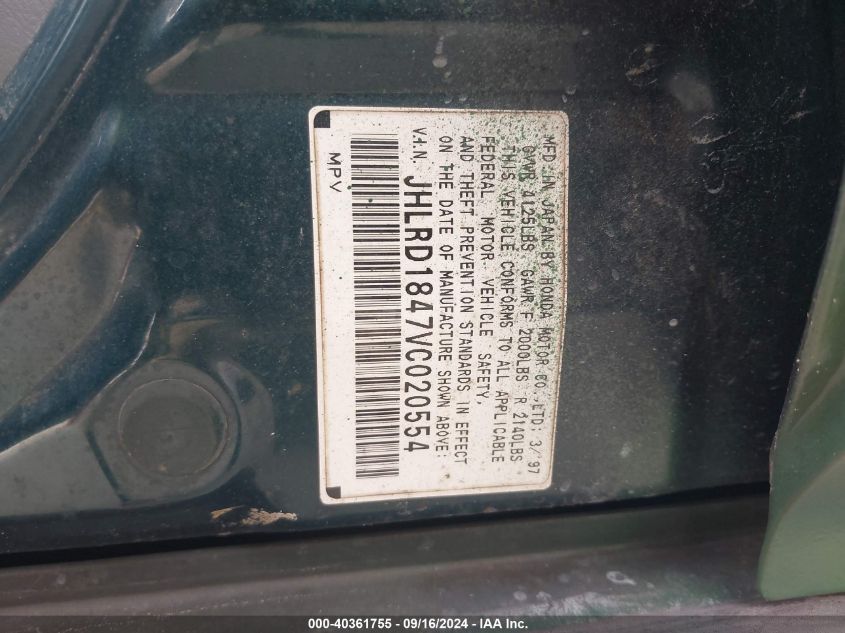 MFD IN JAPAN BY HONDA MOTOR CO.,LTD: 3/'97
GVWR 4125LBS GAWR F 2000LBS R 2140LBS
THIS VEHICLE CONFORMS TO ALL APPLICABLE
FEDERAL MOTOR VEHICLE SAFETY,
AND THEFT PREVENTION STANDARDS IN EFFECT
ON THE DATE OF MANUFACTURE SHOWN ABOVE:
V.I.N. JHLRD1847VC020554
MPV
000-40361755 - 09/16/2024 - IAA Inc.